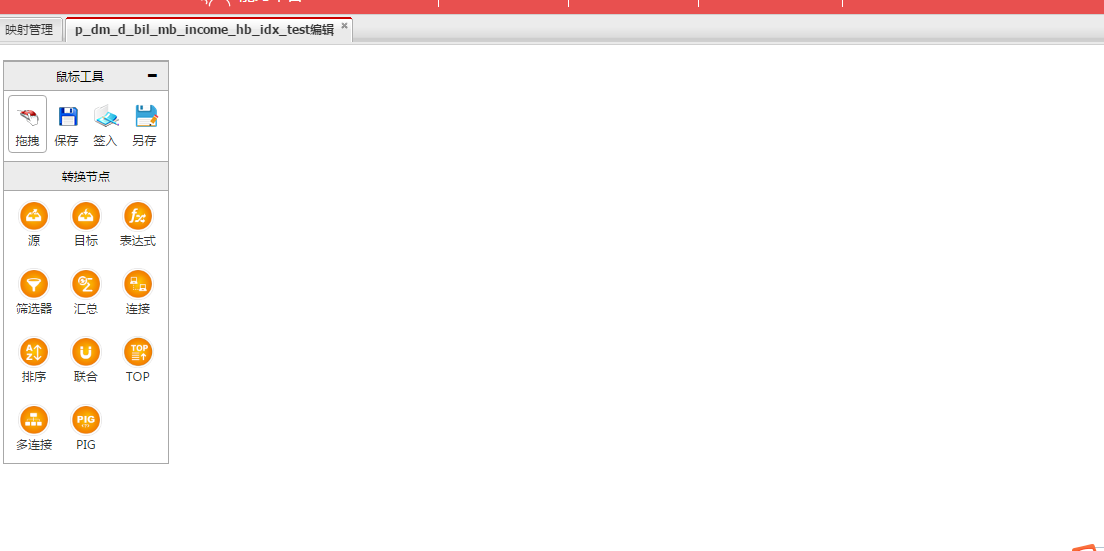 映射管理
p_dm_d_bil_mb_income_hb_idx_test编辑
鼠标工具
拖拽 保存 签入 另存
转换节点
源 目标 表达式
筛选器 汇总 连接
TOP
排序 联合 TOP
PIG
多连接 PIG